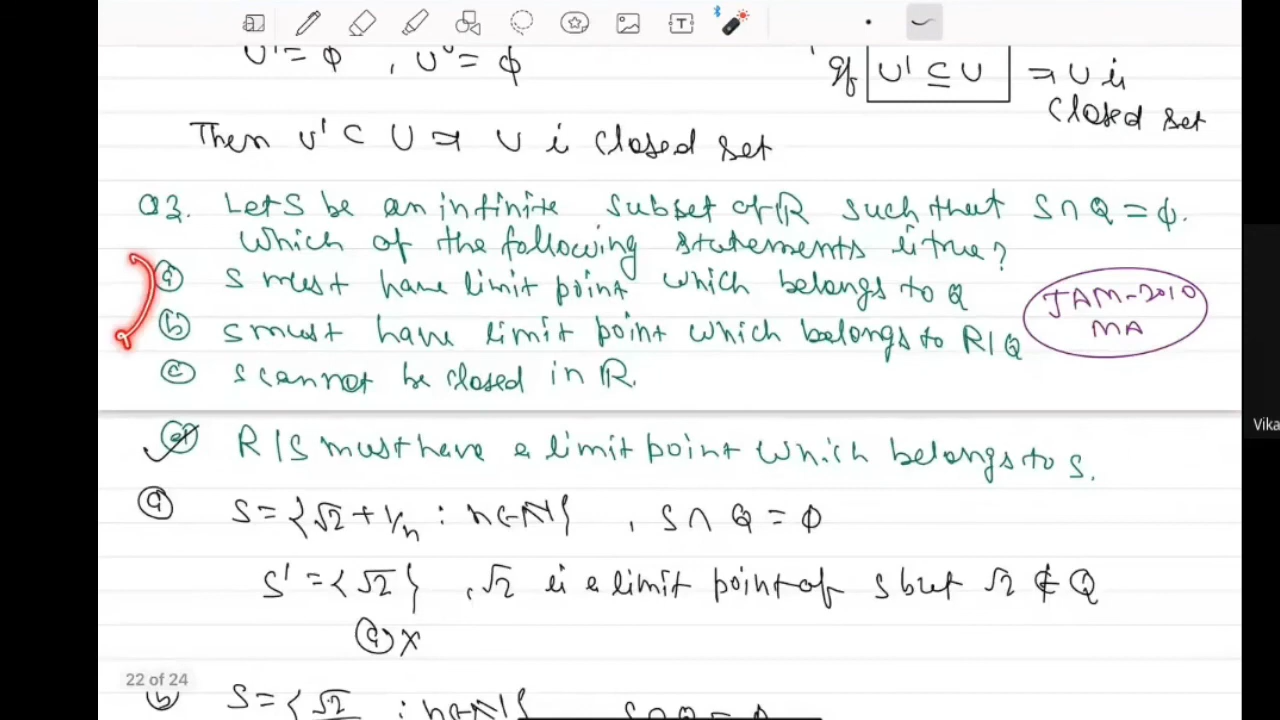 U' = φ , U⁰ = φ
If U' ⊆ U ⇒ U is
closed set
Then U' ⊂ U ⇒ U is closed set
Q3. Let S be an infinite subset of R such that S ∩ Q = φ.
Which of the following statements is true?
(a) S must have limit point which belongs to Q
(b) S must have limit point which belongs to R|Q
JAM-2010
MA
(c) S cannot be closed in R.
(d) R|S must have a limit point which belongs to S.
(a) S = {√2 + 1/n : n∈N} , S ∩ Q = φ
S' = {√2} , √2 is a limit point of S but √2 ∉ Q
(a) ×
22 of 24
(b) S = {√2 : n∈N} S ∩ Q = φ
Vika